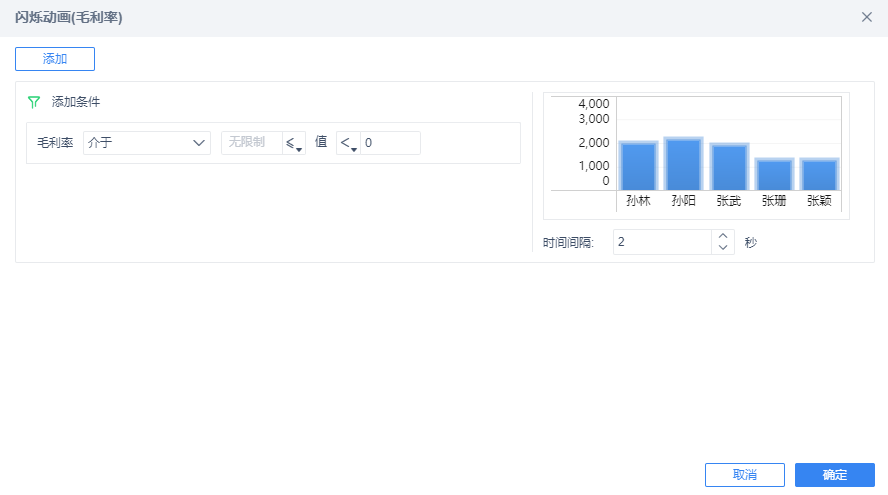 闪烁动画(毛利率)
添加
添加条件
毛利率 介于 无限制 ≤ 值 < 0
4,000
3,000
2,000
1,000
0
孙林 孙阳 张武 张珊 张颖
时间间隔: 2 秒
取消 确定